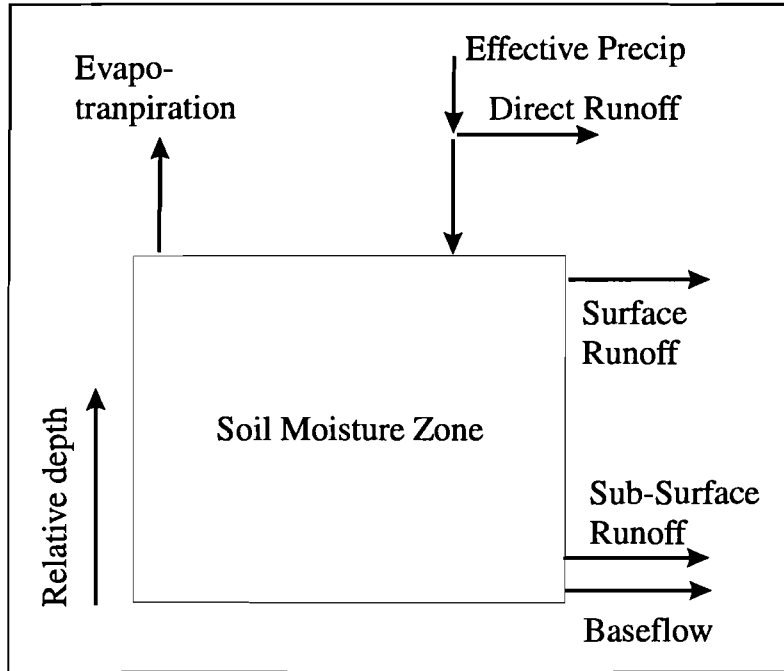 Effective Precip
Evapo-
tranpiration
Direct Runoff
Surface
Runoff
Soil Moisture Zone
Relative depth
Sub-Surface
Runoff
Baseflow